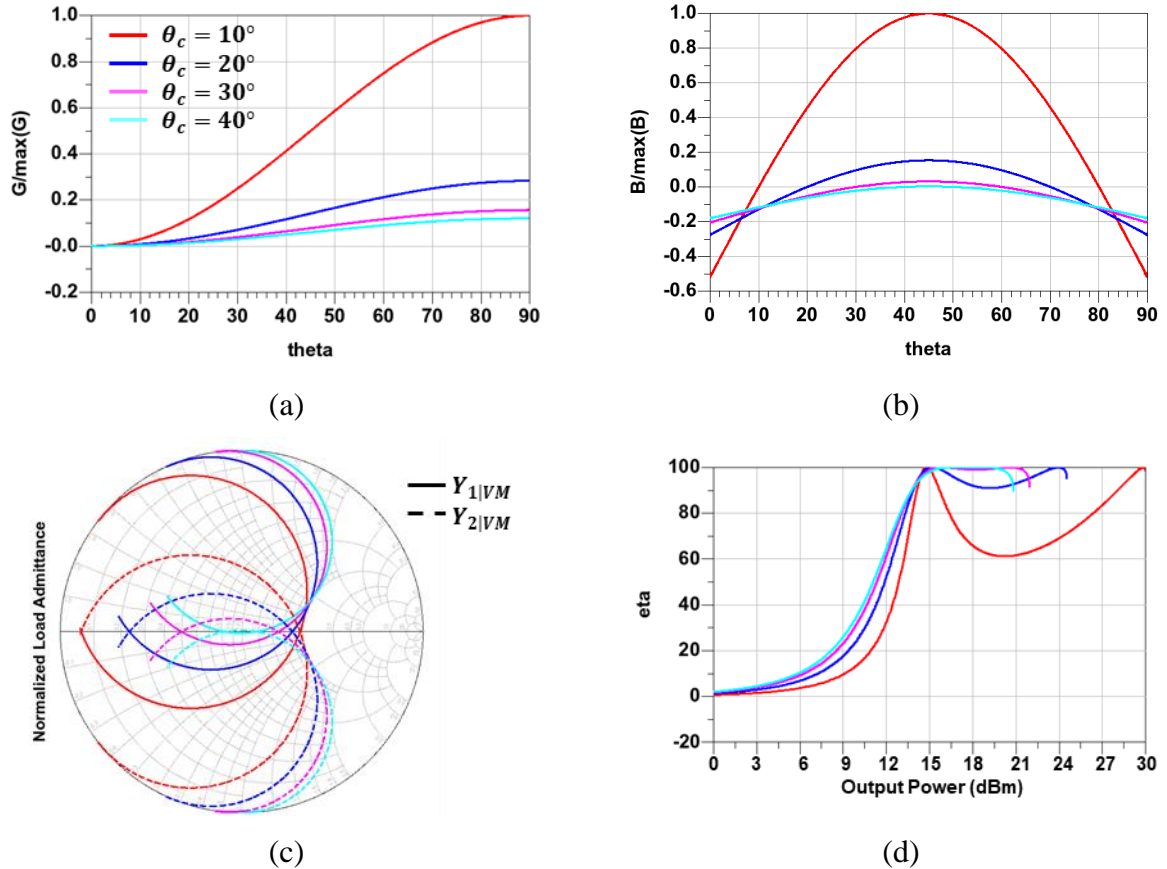 1.0
0.8
0.6
0.4
0.2
-0.0
-0.2
G/max(G)
θc = 10°
θc = 20°
θc = 30°
θc = 40°
0 10 20 30 40 50 60 70 80 90
theta
(a)
1.0
0.8
0.6
0.4
0.2
0.0
-0.2
-0.4
-0.6
B/max(B)
0 10 20 30 40 50 60 70 80 90
theta
(b)
Normalized Load Admittance
Y1|VM
Y2|VM
(c)
100
80
60
40
20
0
-20
eta
0 3 6 9 12 15 18 21 24 27 30
Output Power (dBm)
(d)